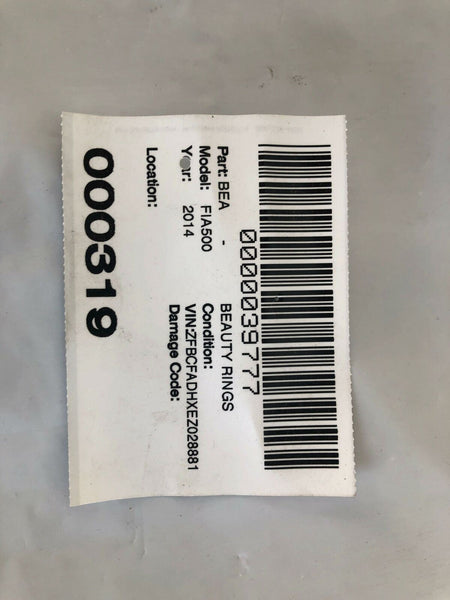 0000039777
Part: BEA - BEAUTY RINGS
Model: FIA500 Condition:
Year: 2014 VIN:ZFBCFADHXEZ028881
Damage Code:
Location:
000319